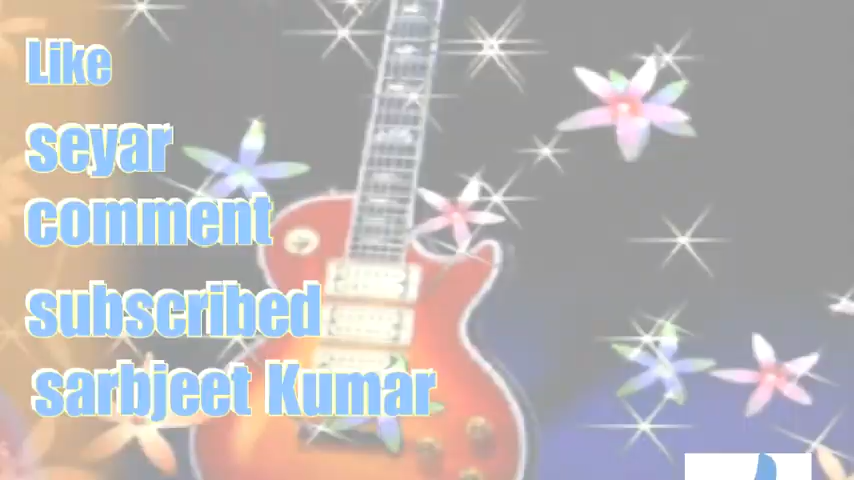 Like
seyar
comment
subscribed
sarbjeet Kumar